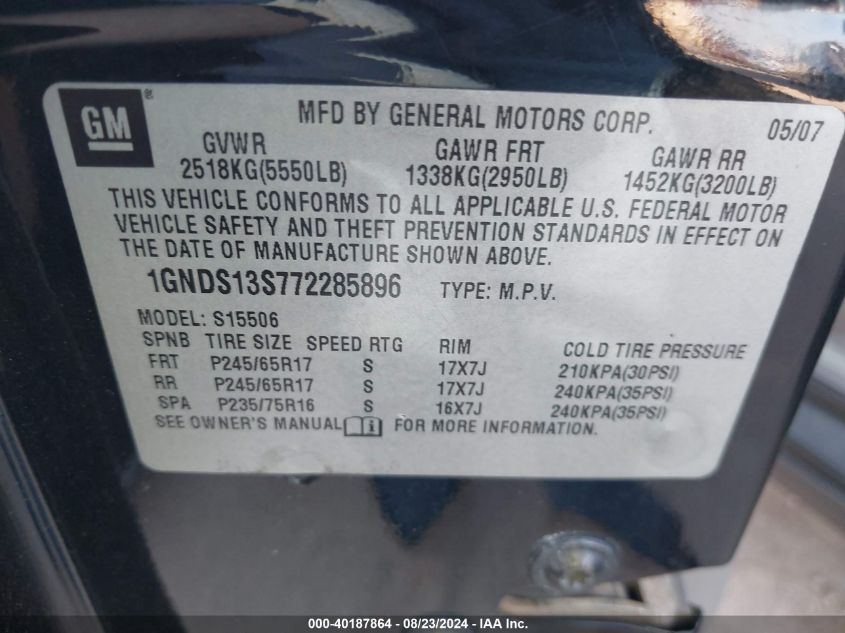 GM ® MFD BY GENERAL MOTORS CORP. 05/07
GVWR GAWR FRT GAWR RR
2518KG(5550LB) 1338KG(2950LB) 1452KG(3200LB)
THIS VEHICLE CONFORMS TO ALL APPLICABLE U.S. FEDERAL MOTOR
VEHICLE SAFETY AND THEFT PREVENTION STANDARDS IN EFFECT ON
THE DATE OF MANUFACTURE SHOWN ABOVE.
1GNDS13S772285896 TYPE: M.P.V.
MODEL: S15506
SPNB TIRE SIZE SPEED RTG RIM COLD TIRE PRESSURE
FRT P245/65R17 S 17X7J 210KPA(30PSI)
RR P245/65R17 S 17X7J 240KPA(35PSI)
SPA P235/75R16 S 16X7J 240KPA(35PSI)
SEE OWNER'S MANUAL i FOR MORE INFORMATION.
000-40187864 - 08/23/2024 - IAA Inc.